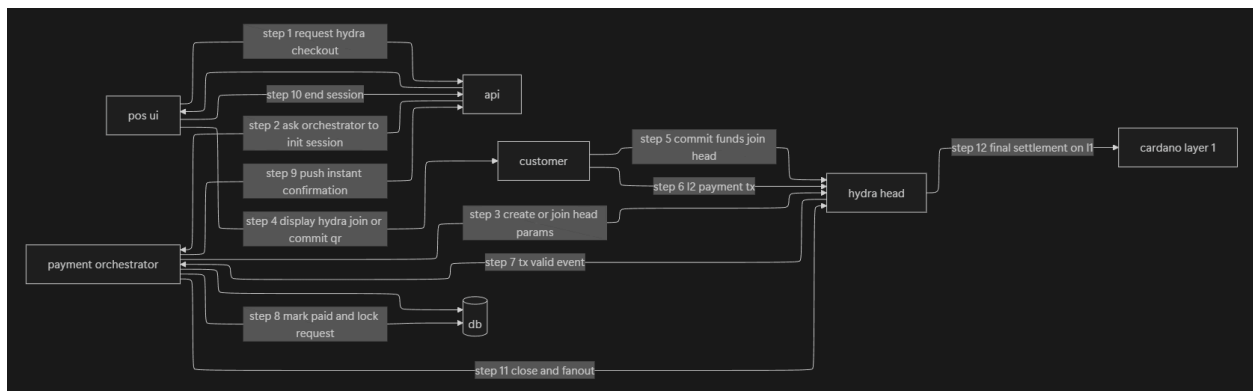 step 1 request hydra
checkout
api
step 10 end session
pos ui
step 2 ask orchestrator to
init session
step 5 commit funds join
head
customer
step 12 final settlement on l1
cardano layer 1
step 9 push instant
confirmation
step 6 l2 payment tx
hydra head
step 4 display hydra join or
commit qr
step 3 create or join head
params
payment orchestrator
step 7 tx valid event
step 8 mark paid and lock
request
db
step 11 close and fanout